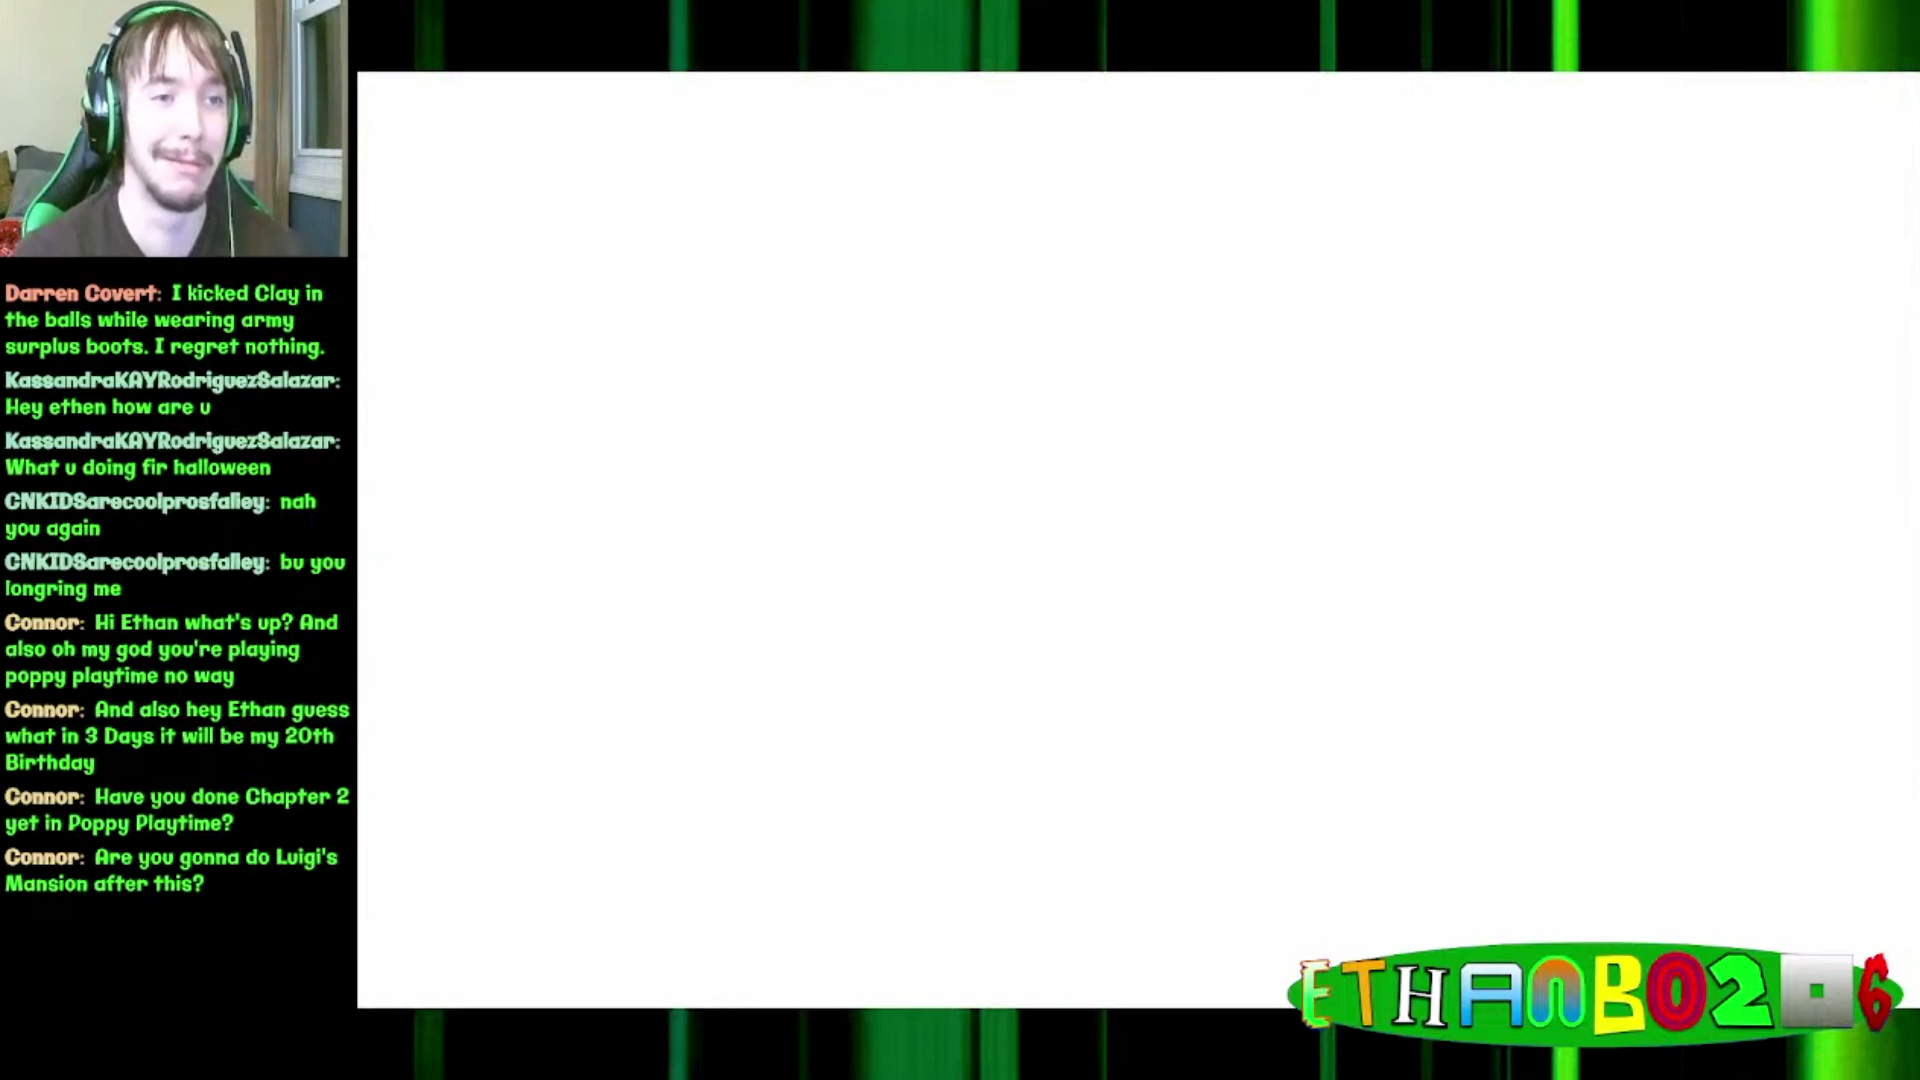 Darren Covert: I kicked Clay in
the balls while wearing army
surplus boots. I regret nothing.
KassandraKAYRodriguezSalazar:
Hey ethen how are u
KassandraKAYRodriguezSalazar:
What u doing fir halloween
CNKIDSarecoolprosfalley: nah
you again
CNKIDSarecoolprosfalley: bu you
longring me
Connor: Hi Ethan what's up? And
also oh my god you're playing
poppy playtime no way
Connor: And also hey Ethan guess
what in 3 Days it will be my 20th
Birthday
Connor: Have you done Chapter 2
yet in Poppy Playtime?
Connor: Are you gonna do Luigi's
Mansion after this?
ETHANBO206